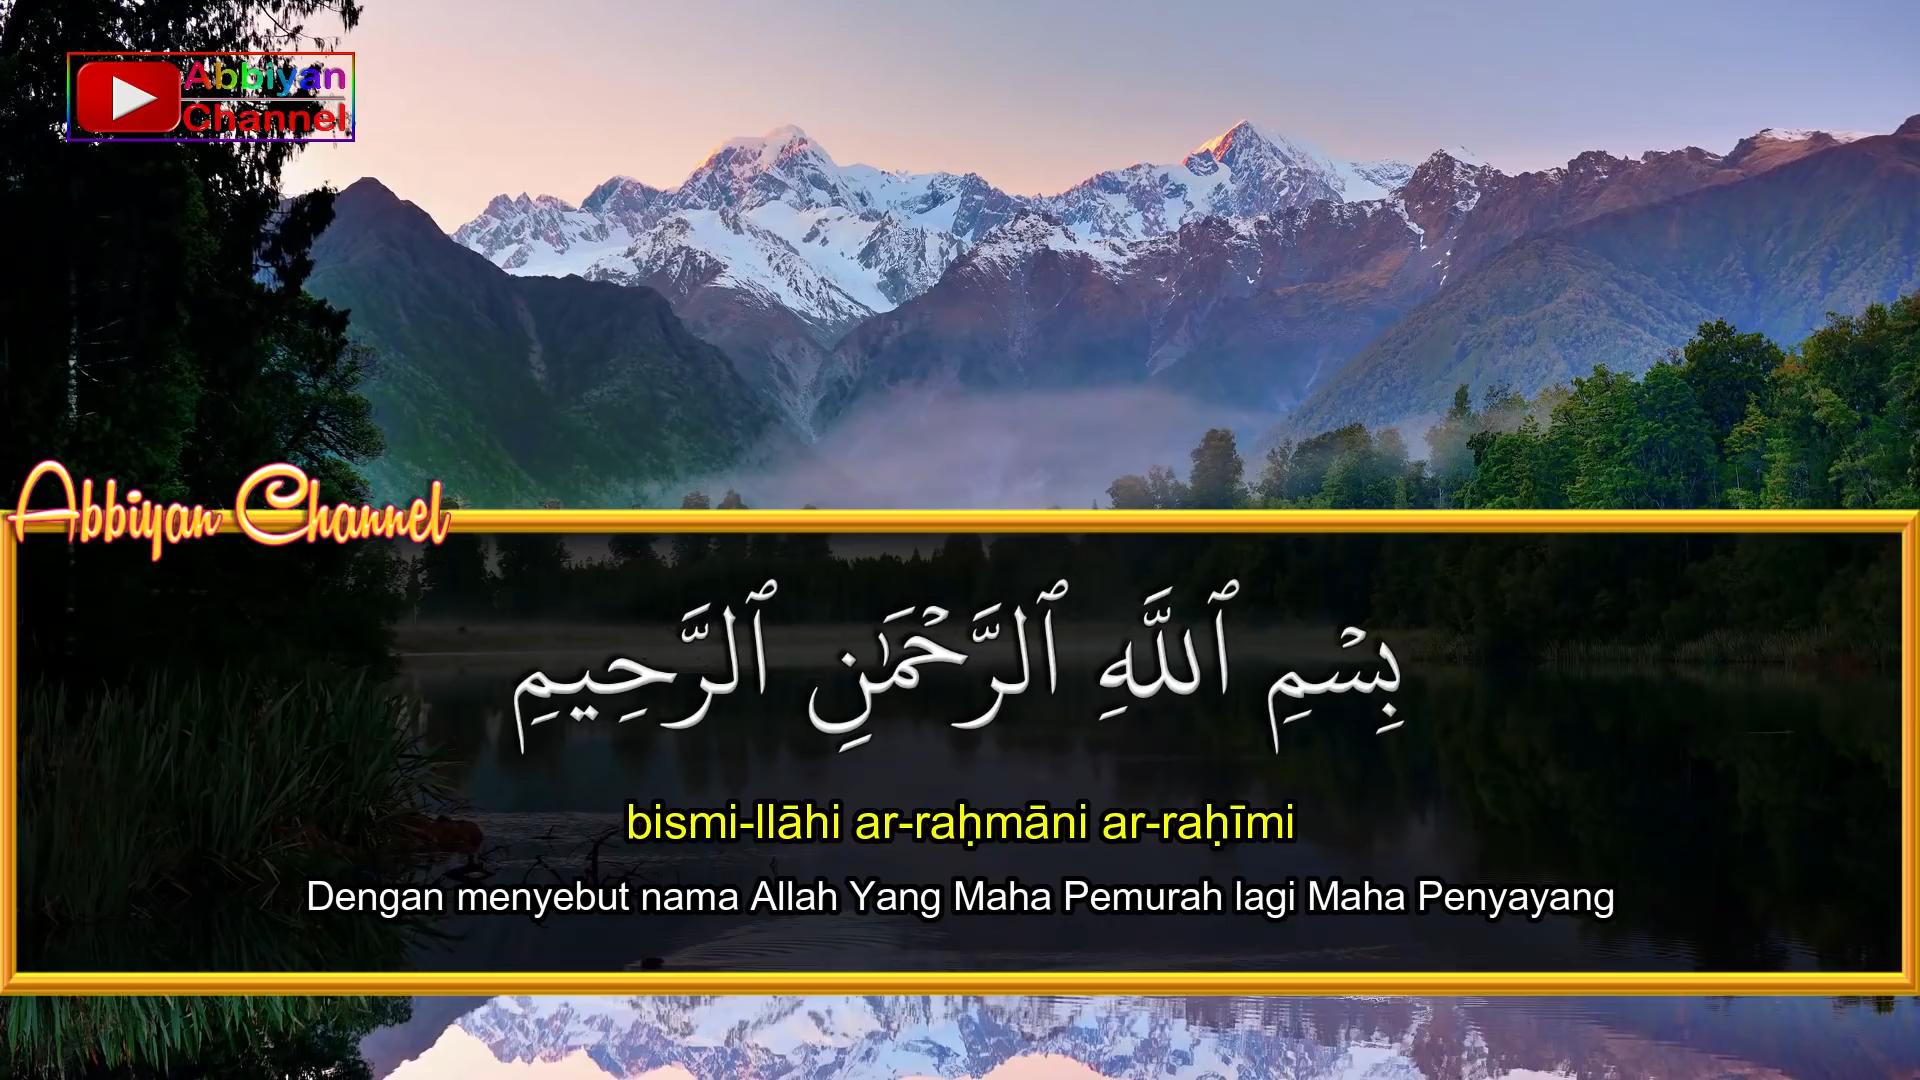 Abbiyan
Channel
Abbiyan Channel
بِسْمِ ٱللَّهِ ٱلرَّحْمَٰنِ ٱلرَّحِيمِ
bismi-llāhi ar-raḥmāni ar-raḥīmi
Dengan menyebut nama Allah Yang Maha Pemurah lagi Maha Penyayang